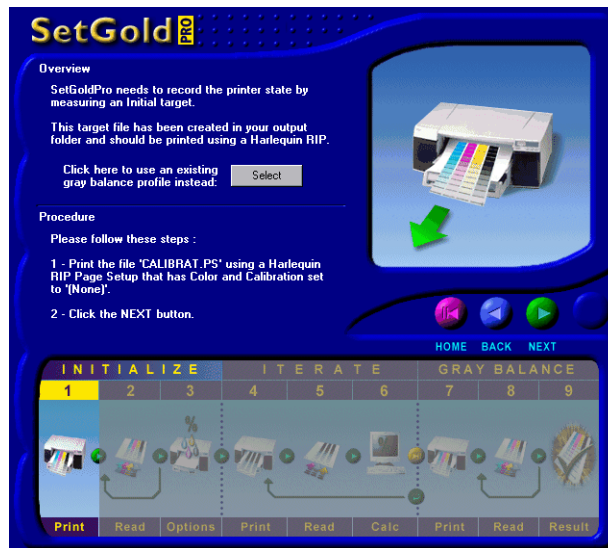 SetGold PRO
Overview
SetGoldPro needs to record the printer state by
measuring an Initial target.
This target file has been created in your output
folder and should be printed using a Harlequin RIP.
Click here to use an existing
gray balance profile instead:
Select
Procedure
Please follow these steps :
1 - Print the file 'CALIBRAT.PS' using a Harlequin
RIP Page Setup that has Color and Calibration set
to '(None)'.
2 - Click the NEXT button.
HOME BACK NEXT
INITIALIZE ITERATE GRAY BALANCE
1 2 3 4 5 6 7 8 9
%
Print Read Options Print Read Calc Print Read Result